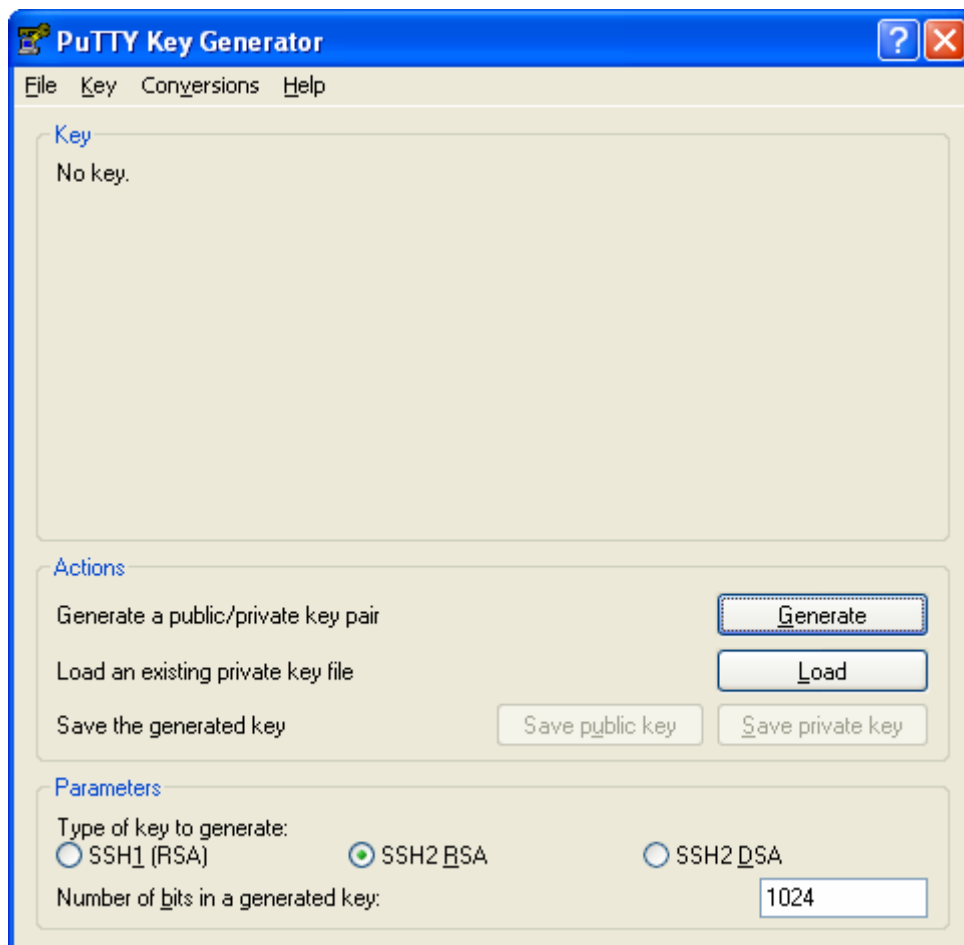 PuTTY Key Generator
File Key Conversions Help
Key
No key.
Actions
Generate a public/private key pair Generate
Load an existing private key file Load
Save the generated key Save public key Save private key
Parameters
Type of key to generate:
SSH1 (RSA) SSH2 RSA SSH2 DSA
Number of bits in a generated key: 1024